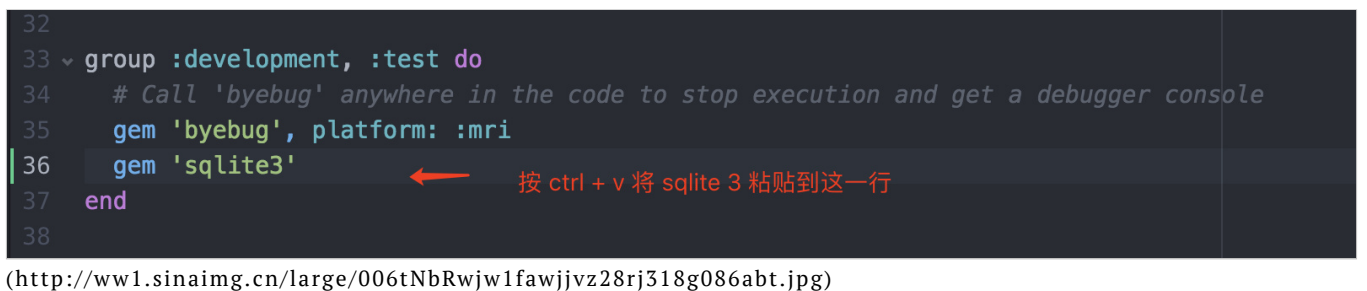 32
33 group :development, :test do
34 # Call 'byebug' anywhere in the code to stop execution and get a debugger console
35 gem 'byebug', platform: :mri
36 gem 'sqlite3'
按 ctrl + v 将 sqlite 3 粘贴到这一行
37 end
38
(http://ww1.sinaimg.cn/large/006tNbRwjw1fawjjvz28rj318g086abt.jpg)